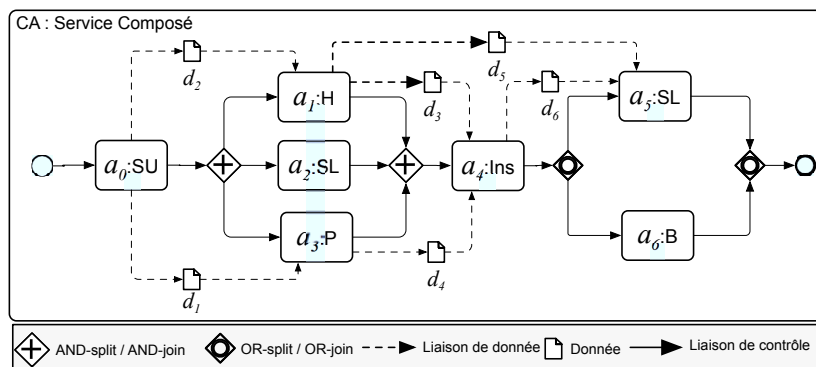 CA : Service Composé
d2
d5
a1:H
d3
d6
a5:SL
a0:SU
a2:SL
a4:Ins
a3:P
a6:B
d1
d4
AND-split / AND-join
OR-split / OR-join
Liaison de donnée
Donnée
Liaison de contrôle